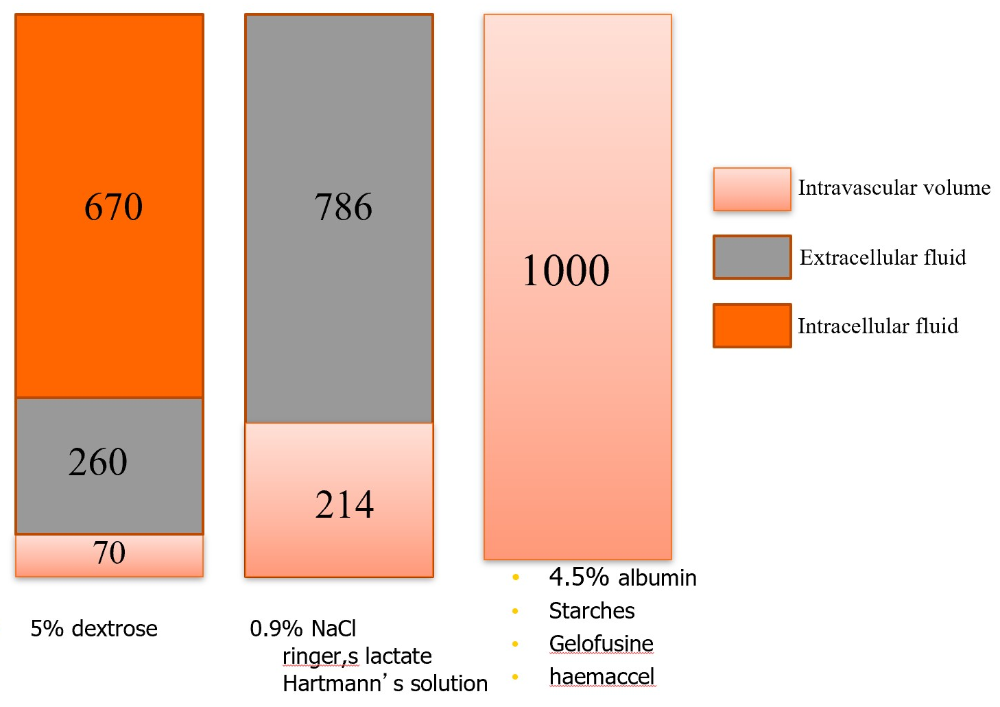 670
260
70
786
214
1000
Intravascular volume
Extracellular fluid
Intracellular fluid
5% dextrose
0.9% NaCl
ringer,s lactate
Hartmann’s solution
• 4.5% albumin
• Starches
• Gelofusine
• haemaccel